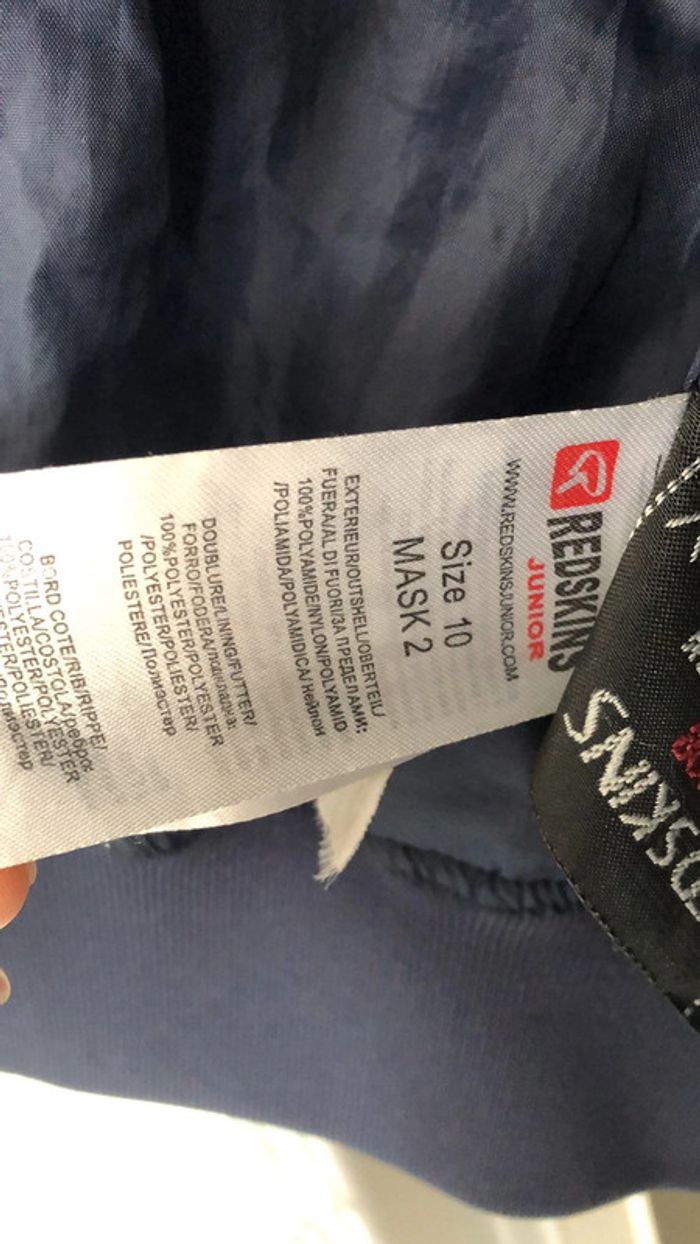 REDSKINS
JUNIOR
WWW.REDSKINSJUNIOR.COM
Size 10
MASK 2
EXTERIEUR/OUTSHELL/OBERTEIL/
FUERA/AL DI FUORI/ЗА ПРЕДЕЛАМИ:
100%POLYAMIDE/NYLON/POLYAMID
/POLIAMIDA/POLYAMIDICA/Нейлон
DOUBLURE/LINING/FUTTER/
FORRO/FODERA/подкладка:
100%POLYESTER/POLYESTER
/POLYESTER/POLIESTER/
POLIESTERE/Полиэстер
BORD COTE/RIB/RIPPE/
COSTILLA/COSTOLA/ребро:
100%POLYESTER/POLYESTER
/POLIESTER/
SKINS